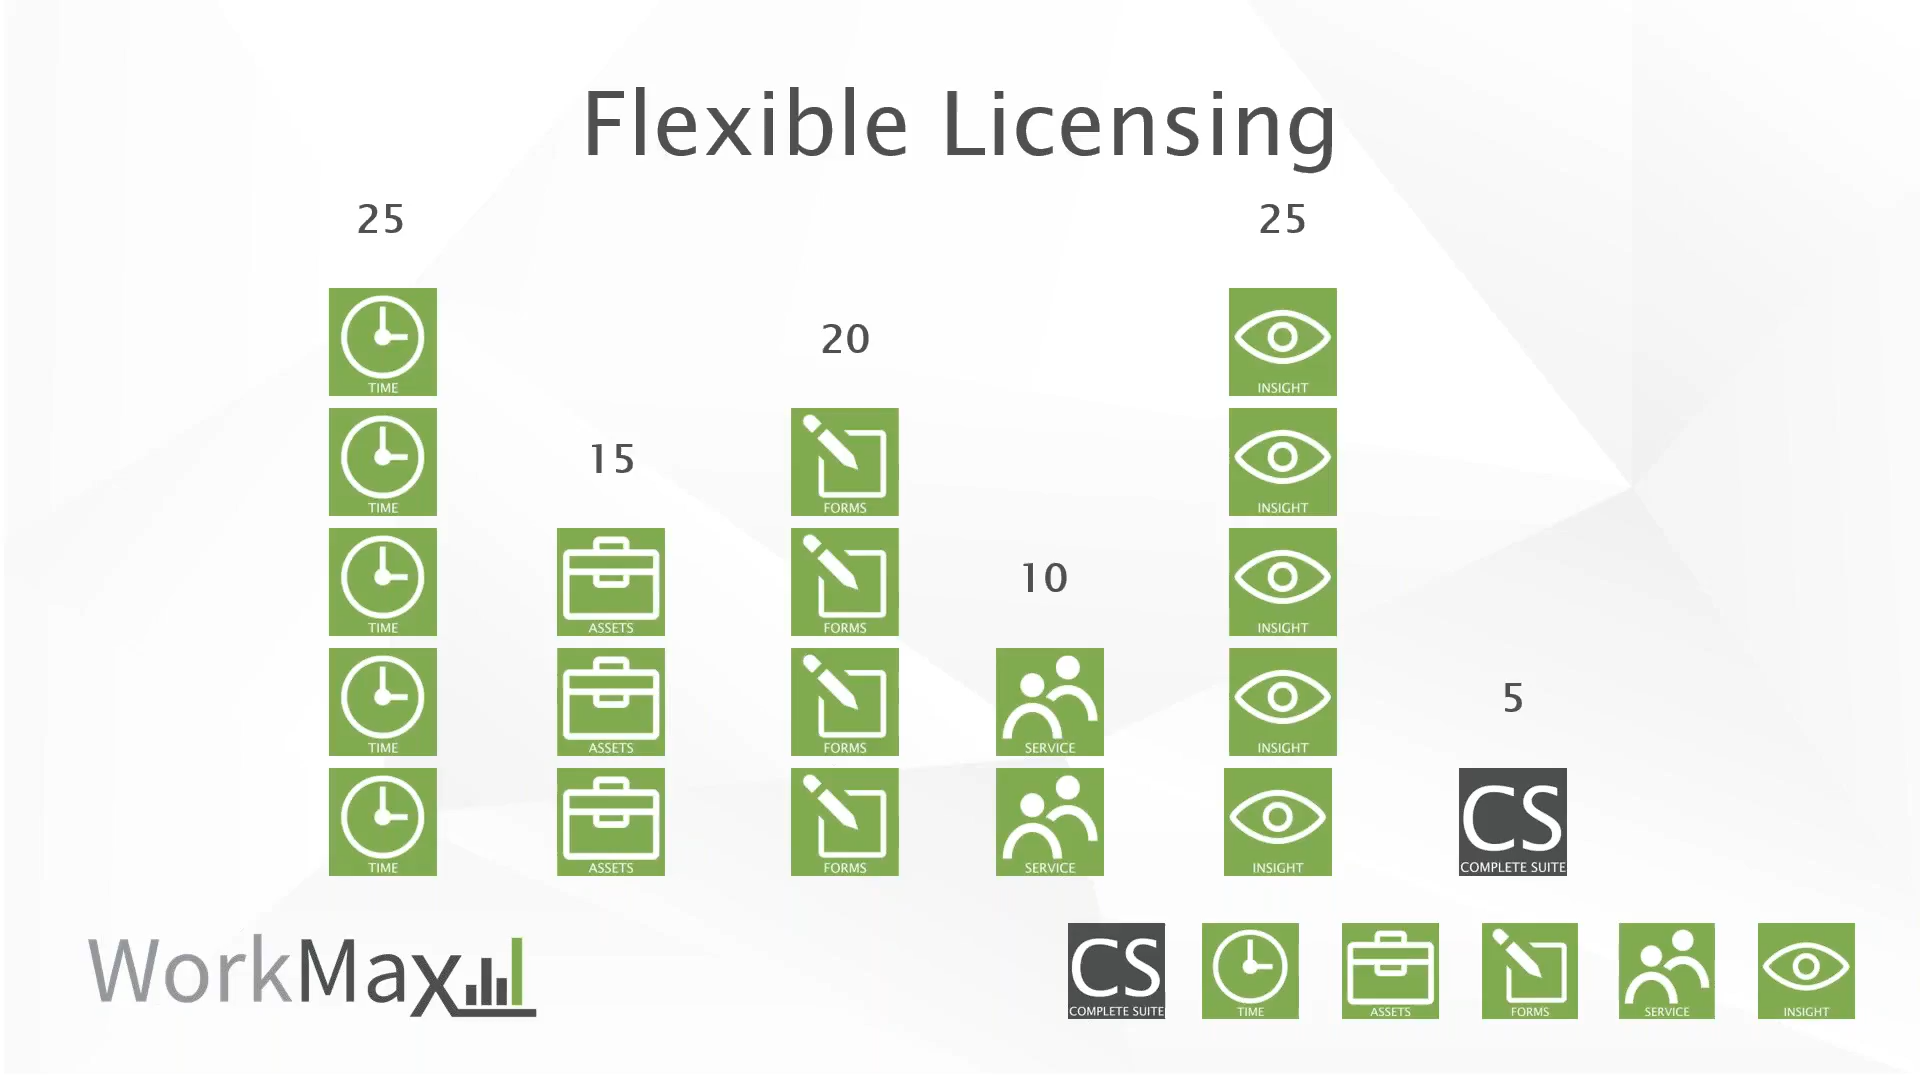 Flexible Licensing
25
25
TIME
INSIGHT
20
TIME
FORMS
INSIGHT
15
TIME
ASSETS
FORMS
INSIGHT
10
TIME
ASSETS
FORMS
SERVICE
INSIGHT
5
TIME
ASSETS
FORMS
SERVICE
INSIGHT
CS
COMPLETE SUITE
WorkMax
CS
COMPLETE SUITE
TIME
ASSETS
FORMS
SERVICE
INSIGHT